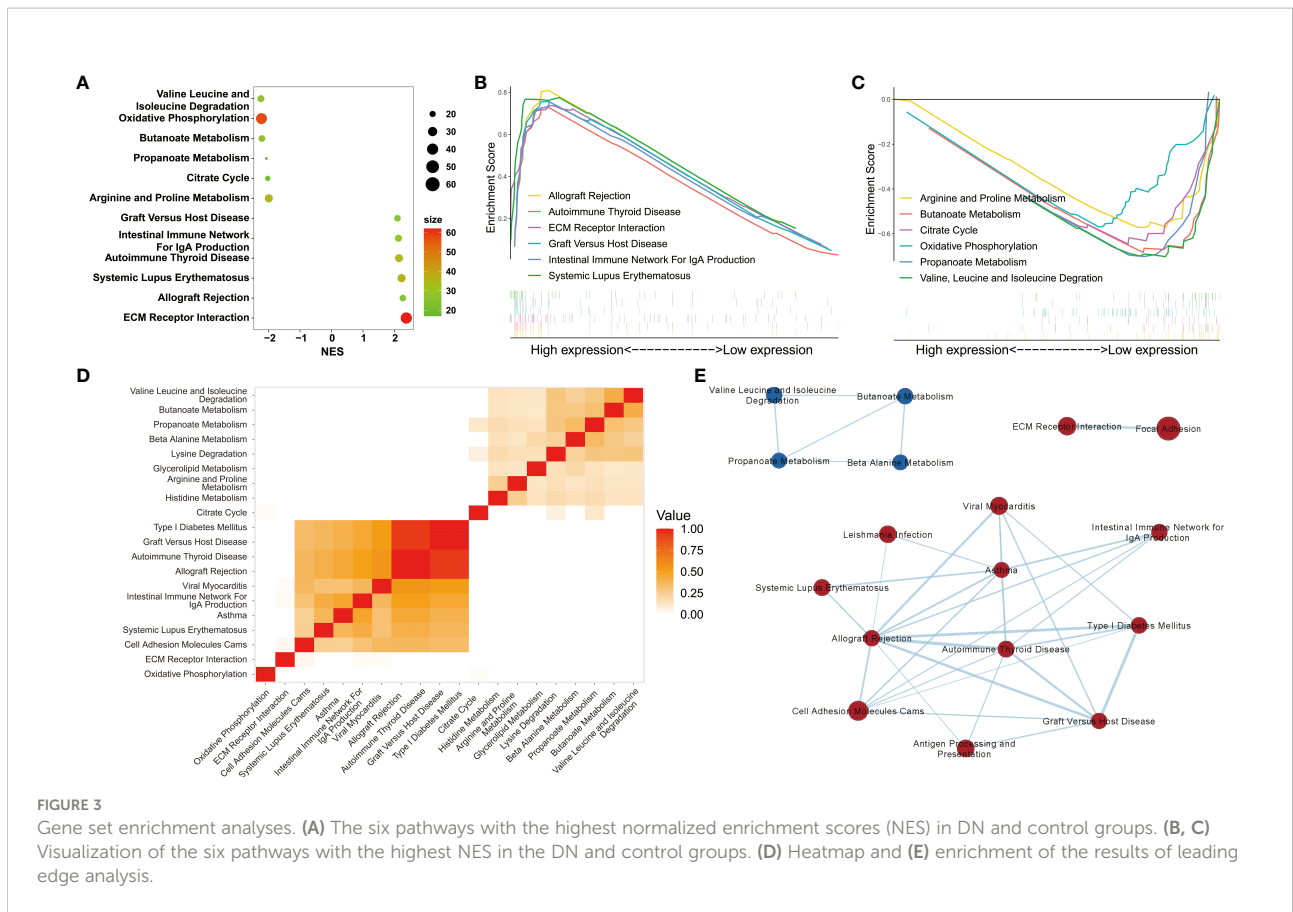 A
Valine Leucine and
Isoleucine Degradation
Oxidative Phosphorylation
Butanoate Metabolism
Propanoate Metabolism
Citrate Cycle
Arginine and Proline Metabolism
Graft Versus Host Disease
Intestinal Immune Network
For IgA Production
Autoimmune Thyroid Disease
Systemic Lupus Erythematosus
Allograft Rejection
ECM Receptor Interaction
−2 −1 0 1 2
NES
20
30
40
50
60
size
60
50
40
30
20
B
Enrichment Score
0.8
0.6
0.4
0.2
Allograft Rejection
Autoimmune Thyroid Disease
ECM Receptor Interaction
Graft Versus Host Disease
Intestinal Immune Network For IgA Production
Systemic Lupus Erythematosus
High expression<----------->Low expression
C
Enrichment Score
0.0
−0.2
−0.4
−0.6
Arginine and Proline Metabolism
Butanoate Metabolism
Citrate Cycle
Oxidative Phosphorylation
Propanoate Metabolism
Valine, Leucine and Isoleucine Degration
High expression<----------->Low expression
D
Valine Leucine and Isoleucine
Degradation
Butanoate Metabolism
Propanoate Metabolism
Beta Alanine Metabolism
Lysine Degradation
Glycerolipid Metabolism
Arginine and Proline
Metabolism
Histidine Metabolism
Citrate Cycle
Type I Diabetes Mellitus
Graft Versus Host Disease
Autoimmune Thyroid Disease
Allograft Rejection
Viral Myocarditis
Intestinal Immune Network For
IgA Production
Asthma
Systemic Lupus Erythematosus
Cell Adhesion Molecules Cams
ECM Receptor Interaction
Oxidative Phosphorylation
Oxidative Phosphorylation
ECM Receptor Interaction
Cell Adhesion Molecules Cams
Systemic Lupus Erythematosus
Asthma
Intestinal Immune Network For
IgA Production
Viral Myocarditis
Allograft Rejection
Autoimmune Thyroid Disease
Graft Versus Host Disease
Type I Diabetes Mellitus
Citrate Cycle
Histidine Metabolism
Arginine and Proline
Metabolism
Glycerolipid Metabolism
Lysine Degradation
Beta Alanine Metabolism
Propanoate Metabolism
Butanoate Metabolism
Valine Leucine and Isoleucine
Degradation
Value
1.00
0.75
0.50
0.25
0.00
E
Valine Leucine and Isoleucine
Degradation
Butanoate Metabolism
Propanoate Metabolism
Beta Alanine Metabolism
ECM Receptor Interaction
Focal Adhesion
Viral Myocarditis
Leishmania Infection
Intestinal Immune Network for
IgA Production
Asthma
Systemic Lupus Erythematosus
Allograft Rejection
Type I Diabetes Mellitus
Autoimmune Thyroid Disease
Cell Adhesion Molecules Cams
Graft Versus Host Disease
Antigen Processing and
Presentation
FIGURE 3
Gene set enrichment analyses. (A) The six pathways with the highest normalized enrichment scores (NES) in DN and control groups. (B, C)
Visualization of the six pathways with the highest NES in the DN and control groups. (D) Heatmap and (E) enrichment of the results of leading
edge analysis.